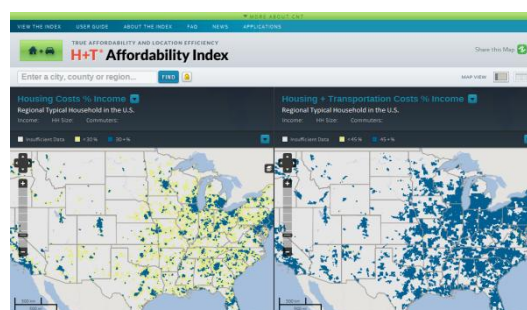 MORE ABOUT CNT
VIEW THE INDEX USER GUIDE ABOUT THE INDEX FAQ NEWS APPLICATIONS
TRUE AFFORDABILITY AND LOCATION EFFICIENCY
H+T® Affordability Index
Share this Map
Enter a city, county or region...
FIND
MAP VIEW
Housing Costs % Income
Regional Typical Household in the U.S.
Income: HH Size: Commuters:
Insufficient Data <30% 30+%
Housing + Transportation Costs % Income
Regional Typical Household in the U.S.
Income: HH Size: Commuters:
Insufficient Data <45% 45+%